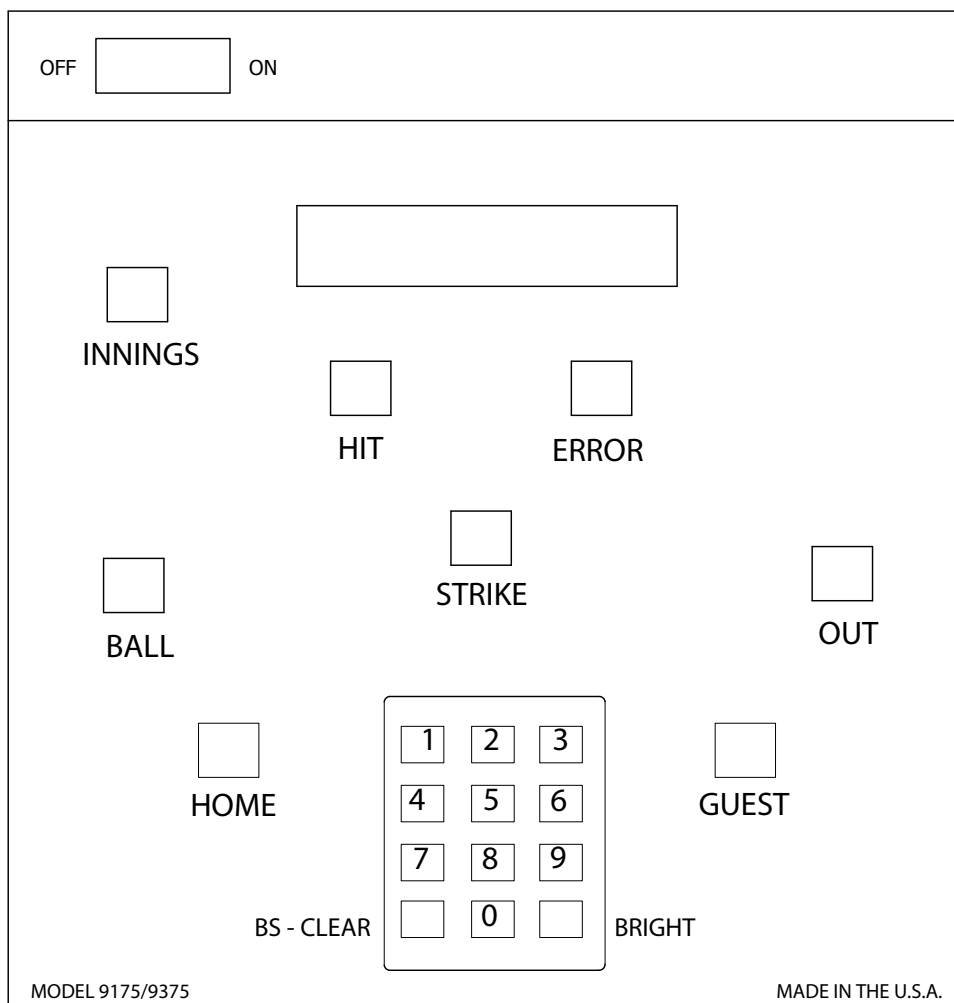 OFF ON
INNINGS
HIT ERROR
STRIKE
BALL OUT
1 2 3
HOME 4 5 6 GUEST
7 8 9
BS - CLEAR 0 BRIGHT
MODEL 9175/9375 MADE IN THE U.S.A.